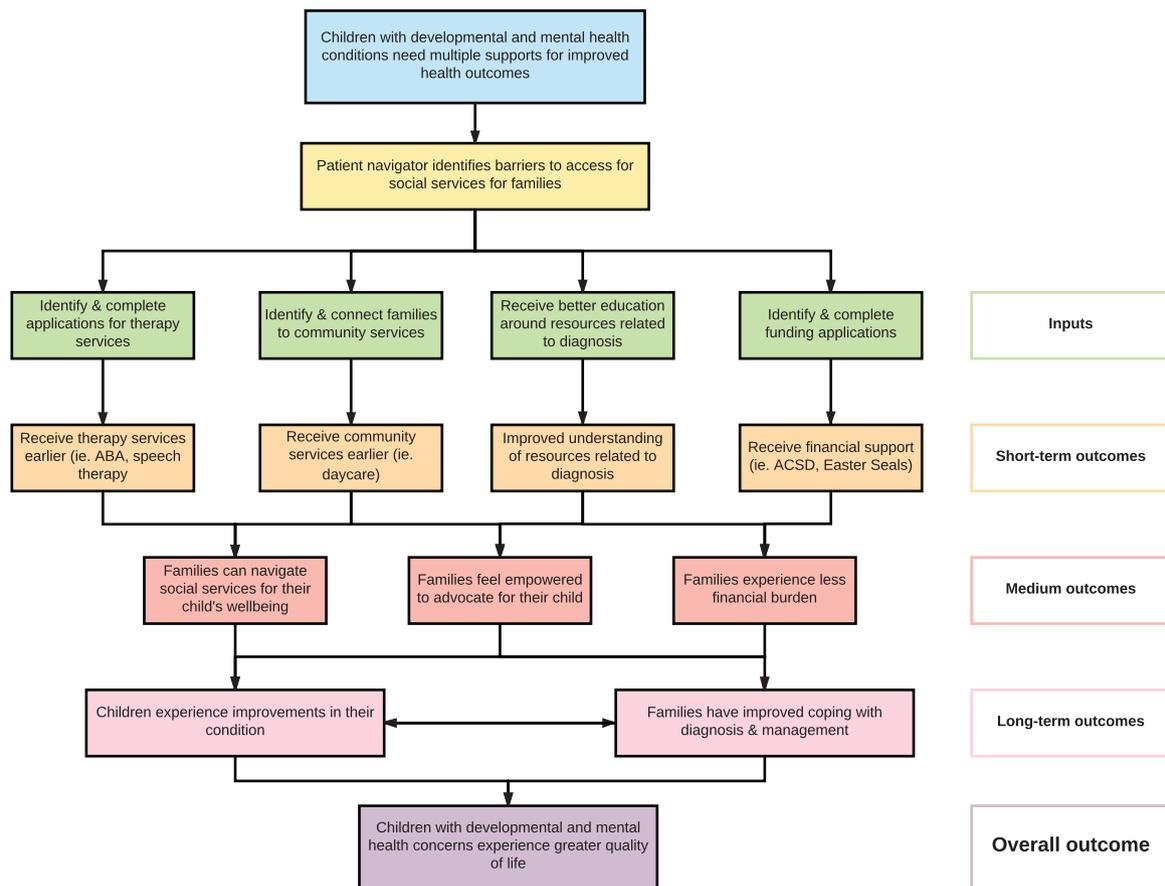 Children with developmental and mental health
conditions need multiple supports for improved
health outcomes
Patient navigator identifies barriers to access for
social services for families
Identify & complete
applications for therapy
services
Identify & connect families
to community services
Receive better education
around resources related
to diagnosis
Identify & complete
funding applications
Inputs
Receive therapy services
earlier (ie. ABA, speech
therapy
Receive community
services earlier (ie.
daycare)
Improved understanding
of resources related to
diagnosis
Receive financial support
(ie. ACSD, Easter Seals)
Short-term outcomes
Families can navigate
social services for their
child's wellbeing
Families feel empowered
to advocate for their child
Families experience less
financial burden
Medium outcomes
Children experience improvements in their
condition
Families have improved coping with
diagnosis & management
Long-term outcomes
Children with developmental and mental
health concerns experience greater quality
of life
Overall outcome